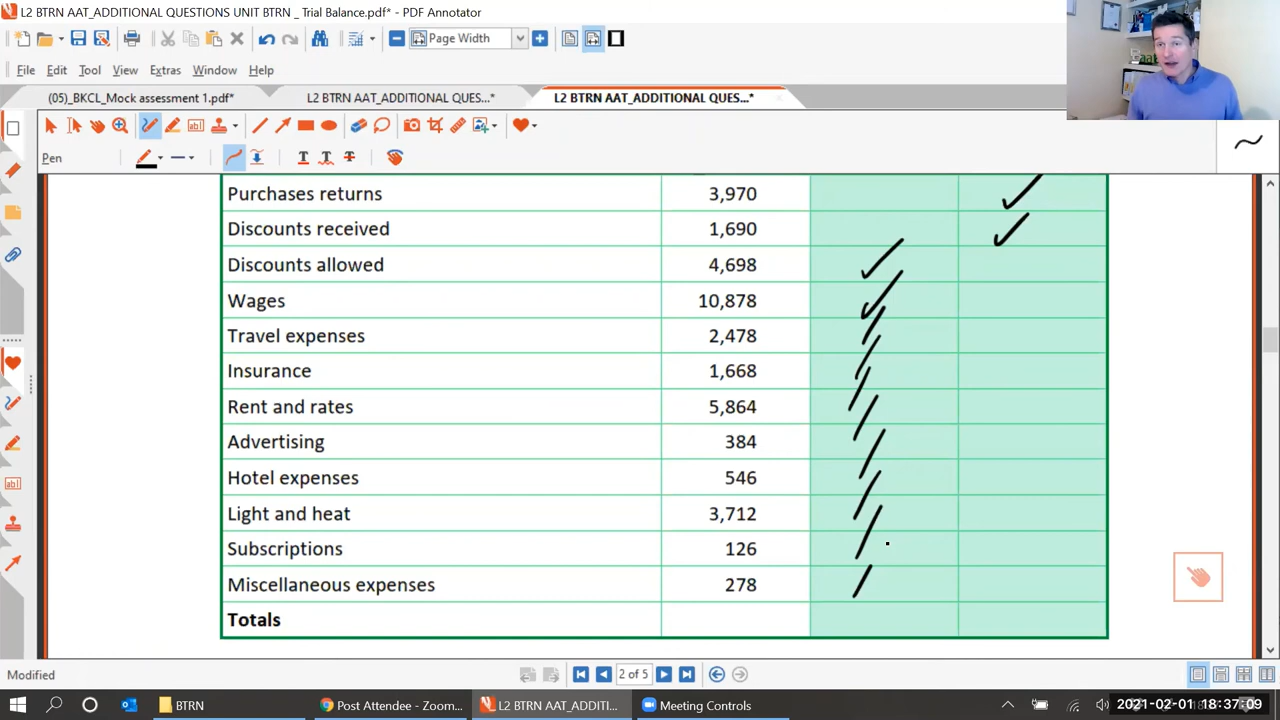 L2 BTRN AAT_ADDITIONAL QUESTIONS UNIT BTRN _ Trial Balance.pdf* - PDF Annotator
Page Width
File Edit Tool View Extras Window Help
(05)_BKCL_Mock assessment 1.pdf* L2 BTRN AAT_ADDITIONAL QUES...* L2 BTRN AAT_ADDITIONAL QUES...*
Pen
Purchases returns 3,970
Discounts received 1,690
Discounts allowed 4,698
Wages 10,878
Travel expenses 2,478
Insurance 1,668
Rent and rates 5,864
Advertising 384
Hotel expenses 546
Light and heat 3,712
Subscriptions 126
Miscellaneous expenses 278
Totals
Modified 2 of 5
BTRN Post Attendee - Zoom... L2 BTRN AAT_ADDITI... Meeting Controls 2021-02-01 18:37:09